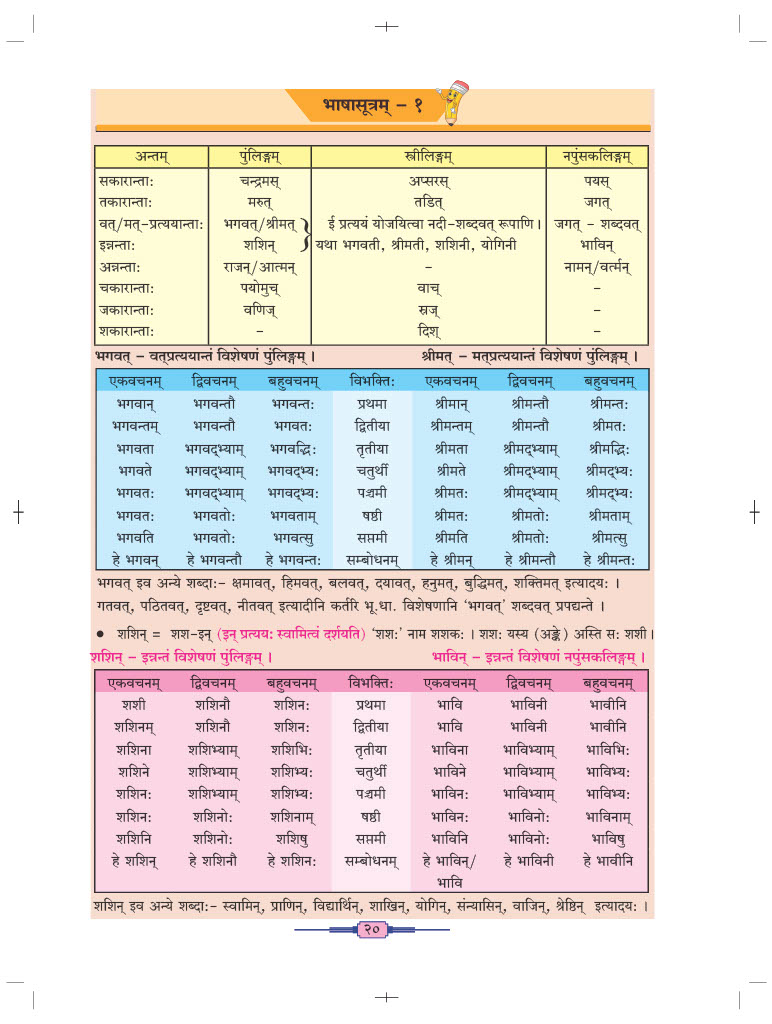 भाषासूत्रम् - १
अन्तम् पुंलिङ्गम् स्त्रीलिङ्गम् नपुंसकलिङ्गम्
सकारान्ताः चन्द्रमस् अप्सरस् पयस्
तकारान्ताः मरुत् तडित् जगत्
वत्/मत्-प्रत्ययान्ताः भगवत्/श्रीमत् ई प्रत्ययं योजयित्वा नदी-शब्दवत् रूपाणि। जगत् - शब्दवत्
इन्नन्ताः शशिन् यथा भगवती, श्रीमती, शशिनी, योगिनी भाविन्
अन्नन्ताः राजन्/आत्मन् - नामन्/वर्त्मन्
चकारान्ताः पयोमुच् वाच् -
जकारान्ताः वणिज् स्रज् -
शकारान्ताः - दिश् -
भगवत् - वत्प्रत्ययान्तं विशेषणं पुंलिङ्गम्। श्रीमत् - मत्प्रत्ययान्तं विशेषणं पुंलिङ्गम्।
एकवचनम् द्विवचनम् बहुवचनम् विभक्तिः एकवचनम् द्विवचनम् बहुवचनम्
भगवान् भगवन्तौ भगवन्तः प्रथमा श्रीमान् श्रीमन्तौ श्रीमन्तः
भगवन्तम् भगवन्तौ भगवतः द्वितीया श्रीमन्तम् श्रीमन्तौ श्रीमतः
भगवता भगवद्भ्याम् भगवद्भिः तृतीया श्रीमता श्रीमद्भ्याम् श्रीमद्भिः
भगवते भगवद्भ्याम् भगवद्भ्यः चतुर्थी श्रीमते श्रीमद्भ्याम् श्रीमद्भ्यः
भगवतः भगवद्भ्याम् भगवद्भ्यः पञ्चमी श्रीमतः श्रीमद्भ्याम् श्रीमद्भ्यः
भगवतः भगवतोः भगवताम् षष्ठी श्रीमतः श्रीमतोः श्रीमताम्
भगवति भगवतोः भगवत्सु सप्तमी श्रीमति श्रीमतोः श्रीमत्सु
हे भगवन् हे भगवन्तौ हे भगवन्तः सम्बोधनम् हे श्रीमन् हे श्रीमन्तौ हे श्रीमन्तः
भगवत् इव अन्ये शब्दाः- क्षमावत्, हिमवत्, बलवत्, दयावत्, हनुमत्, बुद्धिमत्, शक्तिमत् इत्यादयः।
गतवत्, पठितवत्, दृष्टवत्, नीतवत् इत्यादीनि कर्तरि भू.धा. विशेषणानि 'भगवत्' शब्दवत् प्रपद्यन्ते।
● शशिन् = शश-इन् (इन् प्रत्ययः स्वामित्वं दर्शयति) 'शशः' नाम शशकः। शशः यस्य (अङ्के) अस्ति सः शशी।
शशिन् - इन्नन्तं विशेषणं पुंलिङ्गम्। भाविन् - इन्नन्तं विशेषणं नपुंसकलिङ्गम्।
एकवचनम् द्विवचनम् बहुवचनम् विभक्तिः एकवचनम् द्विवचनम् बहुवचनम्
शशी शशिनौ शशिनः प्रथमा भावि भाविनी भावीनि
शशिनम् शशिनौ शशिनः द्वितीया भावि भाविनी भावीनि
शशिना शशिभ्याम् शशिभिः तृतीया भाविना भाविभ्याम् भाविभिः
शशिने शशिभ्याम् शशिभ्यः चतुर्थी भाविने भाविभ्याम् भाविभ्यः
शशिनः शशिभ्याम् शशिभ्यः पञ्चमी भाविनः भाविभ्याम् भाविभ्यः
शशिनः शशिनोः शशिनाम् षष्ठी भाविनः भाविनोः भाविनाम्
शशिनि शशिनोः शशिषु सप्तमी भाविनि भाविनोः भाविषु
हे शशिन् हे शशिनौ हे शशिनः सम्बोधनम् हे भाविन्/ हे भाविनी हे भावीनि
भावि
शशिन् इव अन्ये शब्दाः- स्वामिन्, प्राणिन्, विद्यार्थिन्, शाखिन्, योगिन्, संन्यासिन्, वाजिन्, श्रेष्ठिन् इत्यादयः।
२०